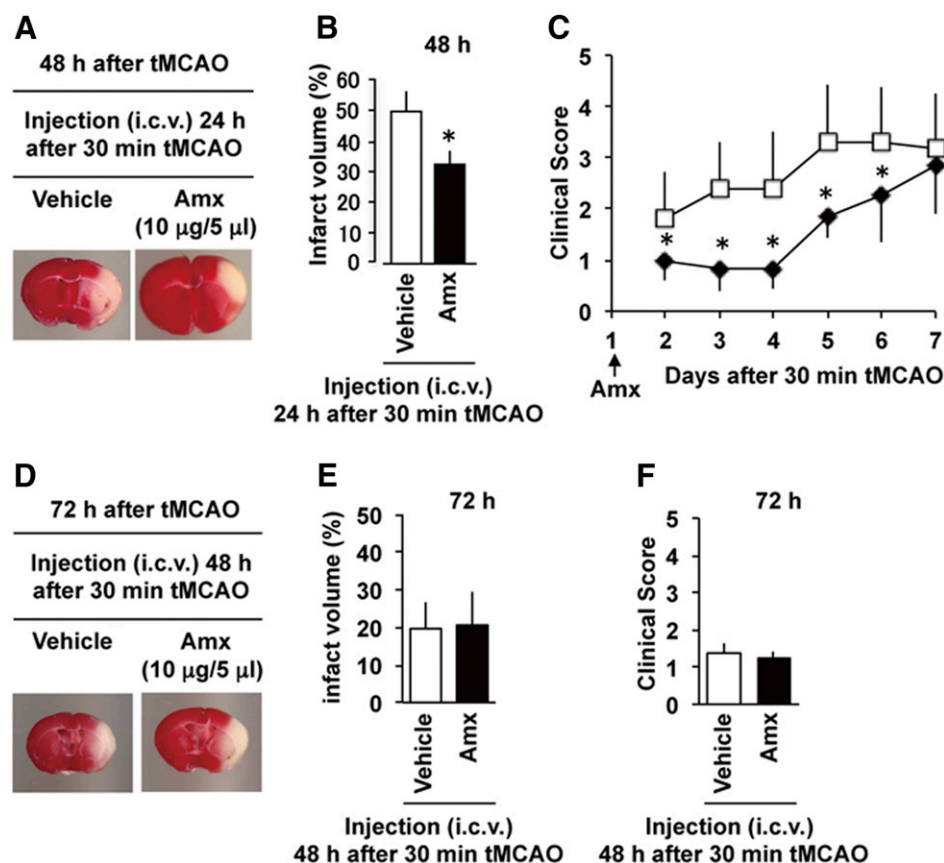 A
48 h after tMCAO
Injection (i.c.v.) 24 h
after 30 min tMCAO
Vehicle Amx
(10 µg/5 µl)
B
48 h
Infarct volume (%)
60
50
40
30
20
10
0
*
Vehicle
Amx
Injection (i.c.v.)
24 h after 30 min tMCAO
C
Clinical Score
5
4
3
2
1
0
* * * * *
1 2 3 4 5 6 7
Amx
Days after 30 min tMCAO
D
72 h after tMCAO
Injection (i.c.v.) 48 h
after 30 min tMCAO
Vehicle Amx
(10 µg/5 µl)
E
72 h
infact volume (%)
50
40
30
20
10
0
Vehicle
Amx
Injection (i.c.v.)
48 h after 30 min tMCAO
F
72 h
Clinical Score
5
4
3
2
1
0
Vehicle
Amx
Injection (i.c.v.)
48 h after 30 min tMCAO